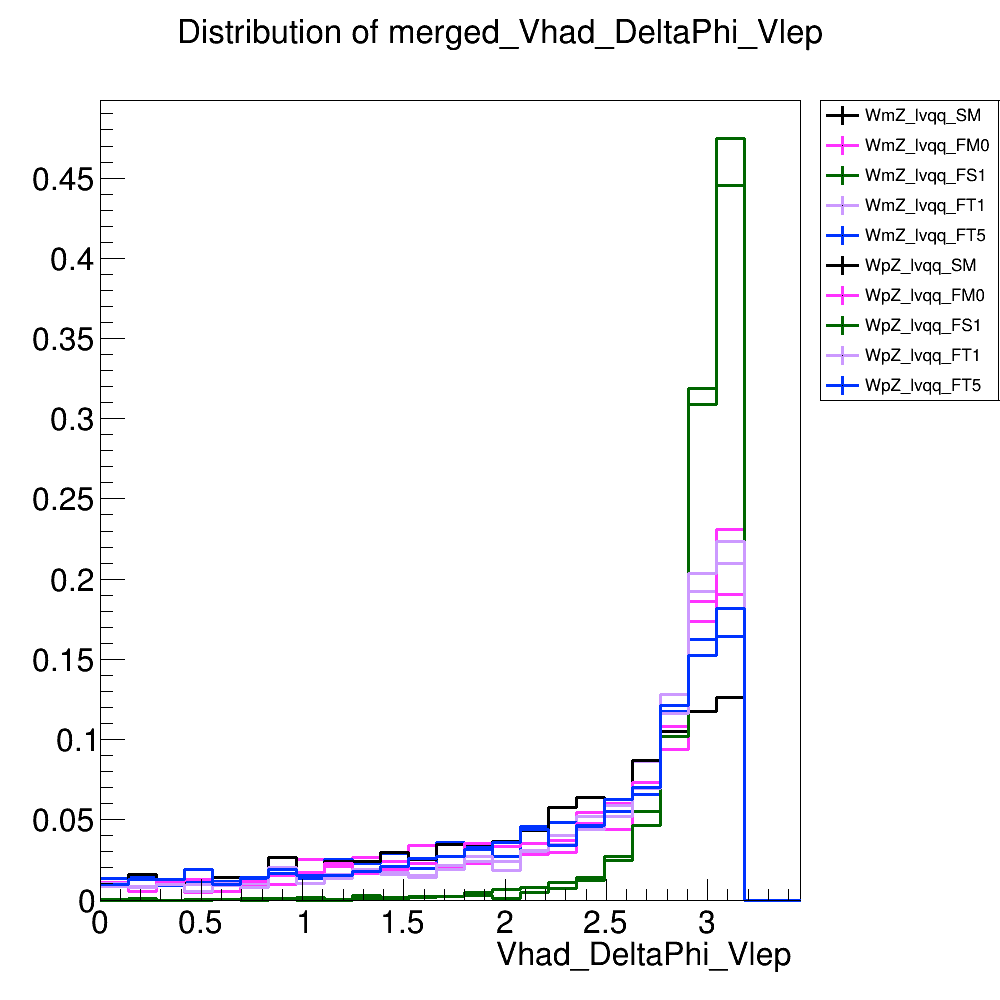 Distribution of merged_Vhad_DeltaPhi_Vlep
WmZ_lvqq_SM
WmZ_lvqq_FM0
WmZ_lvqq_FS1
WmZ_lvqq_FT1
WmZ_lvqq_FT5
WpZ_lvqq_SM
WpZ_lvqq_FM0
WpZ_lvqq_FS1
WpZ_lvqq_FT1
WpZ_lvqq_FT5
0.45
0.4
0.35
0.3
0.25
0.2
0.15
0.1
0.05
0
0 0.5 1 1.5 2 2.5 3
Vhad_DeltaPhi_Vlep